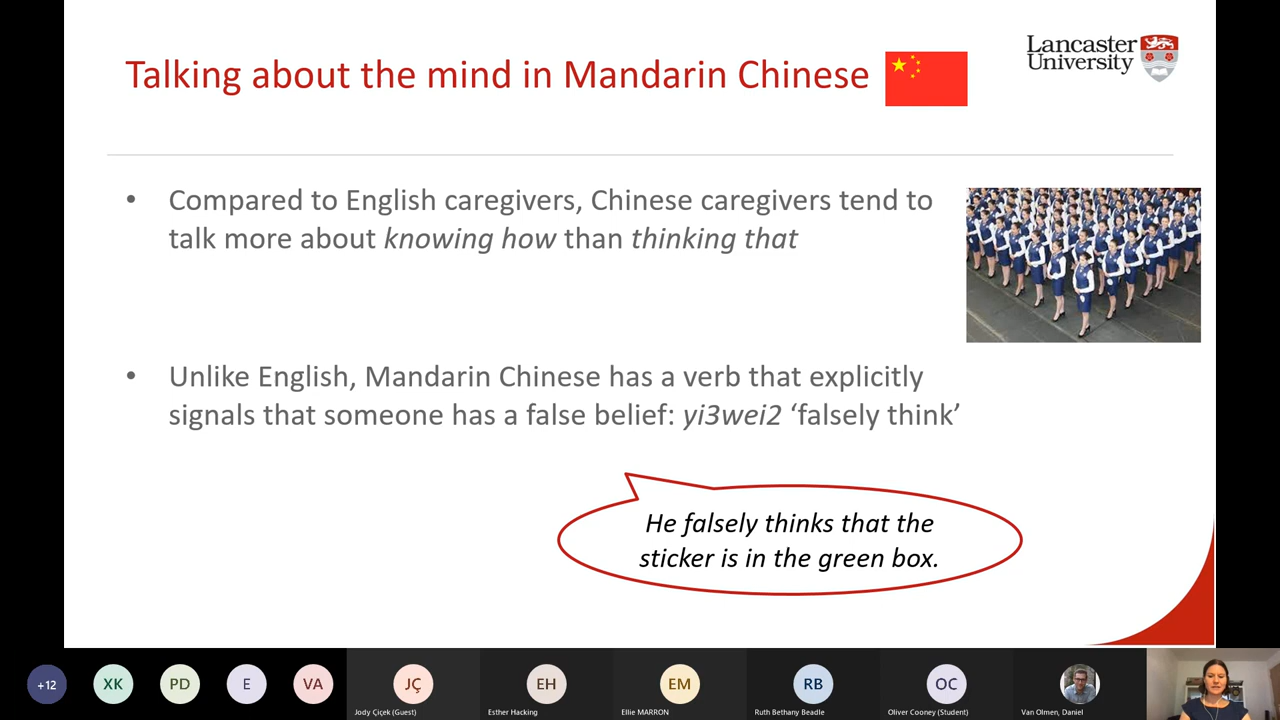 Talking about the mind in Mandarin Chinese
Lancaster
University
• Compared to English caregivers, Chinese caregivers tend to
talk more about knowing how than thinking that
• Unlike English, Mandarin Chinese has a verb that explicitly
signals that someone has a false belief: yi3wei2 ‘falsely think’
He falsely thinks that the
sticker is in the green box.
+12
XK
PD
E
VA
JÇ
EH
EM
RB
OC
Jody Çiçek (Guest)
Esther Hacking
Ellie MARRON
Ruth Bethany Beadle
Oliver Cooney (Student)
Van Olmen, Daniel